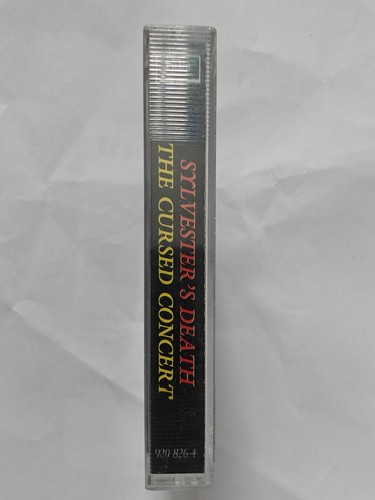 SYLVESTER'S DEATH
THE CURSED CONCERT
920 826-4